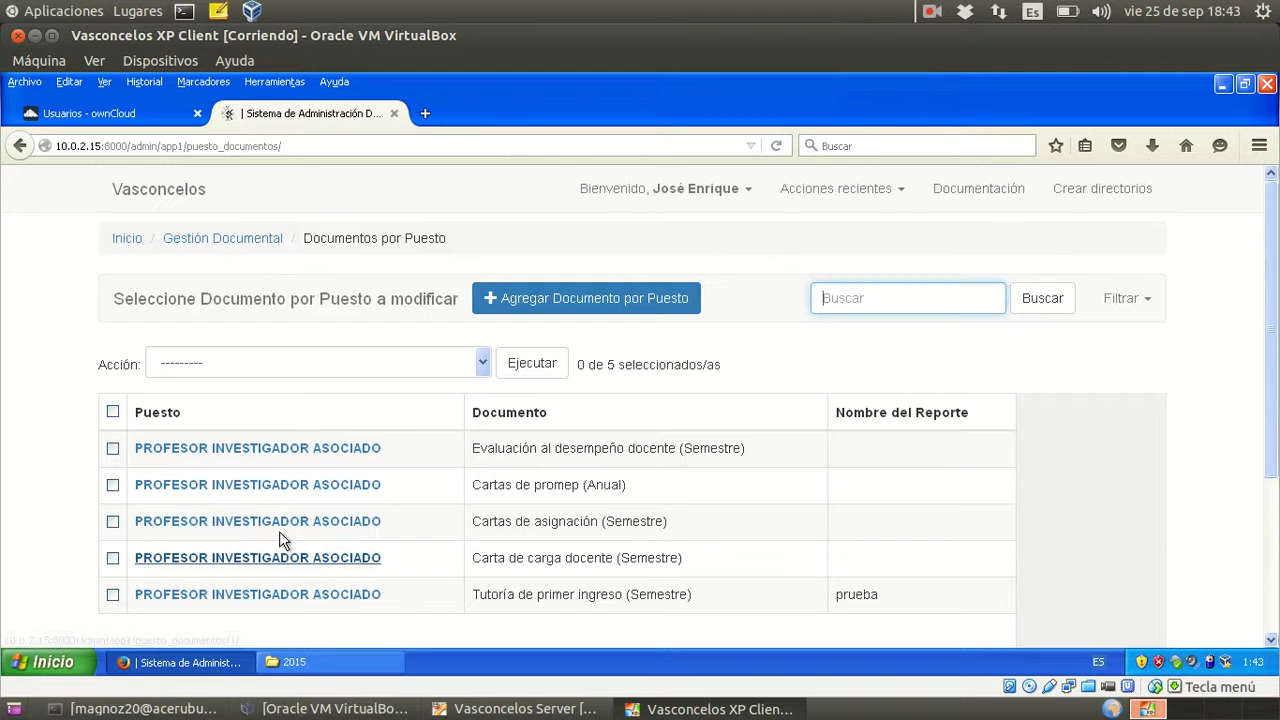 Aplicaciones Lugares Es vie 25 de sep 18:43
Vasconcelos XP Client [Corriendo] - Oracle VM VirtualBox
Máquina Ver Dispositivos Ayuda
Archivo Editar Ver Historial Marcadores Herramientas Ayuda
Usuarios - ownCloud | Sistema de Administración D...
10.0.2.15:8000/admin/app1/puesto_documentos/ Buscar
Vasconcelos Bienvenido, José Enrique Acciones recientes Documentación Crear directorios
Inicio / Gestión Documental / Documentos por Puesto
Seleccione Documento por Puesto a modificar Agregar Documento por Puesto Buscar Buscar Filtrar
Acción: --------- Ejecutar 0 de 5 seleccionados/as
Puesto Documento Nombre del Reporte
PROFESOR INVESTIGADOR ASOCIADO Evaluación al desempeño docente (Semestre)
PROFESOR INVESTIGADOR ASOCIADO Cartas de promep (Anual)
PROFESOR INVESTIGADOR ASOCIADO Cartas de asignación (Semestre)
PROFESOR INVESTIGADOR ASOCIADO Carta de carga docente (Semestre)
PROFESOR INVESTIGADOR ASOCIADO Tutoría de primer ingreso (Semestre) prueba
Inicio | Sistema de Administ... 2015 ES 1:43
Tecla menú
[magnoz20@acerubu... [Oracle VM VirtualBo... Vasconcelos Server [... Vasconcelos XP Clien...